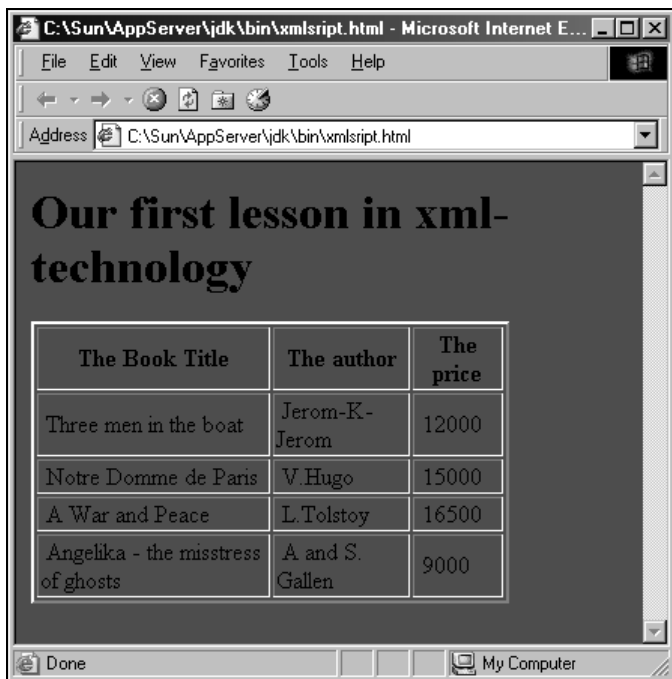 C:\Sun\AppServer\jdk\bin\xmlsript.html - Microsoft Internet E...
File Edit View Favorites Tools Help
Address C:\Sun\AppServer\jdk\bin\xmlsript.html
Our first lesson in xml-
technology
The Book Title The author The
price
Three men in the boat Jerom-K-
Jerom 12000
Notre Domme de Paris V.Hugo 15000
A War and Peace L.Tolstoy 16500
Angelika - the misstress
of ghosts A and S.
Gallen 9000
Done My Computer